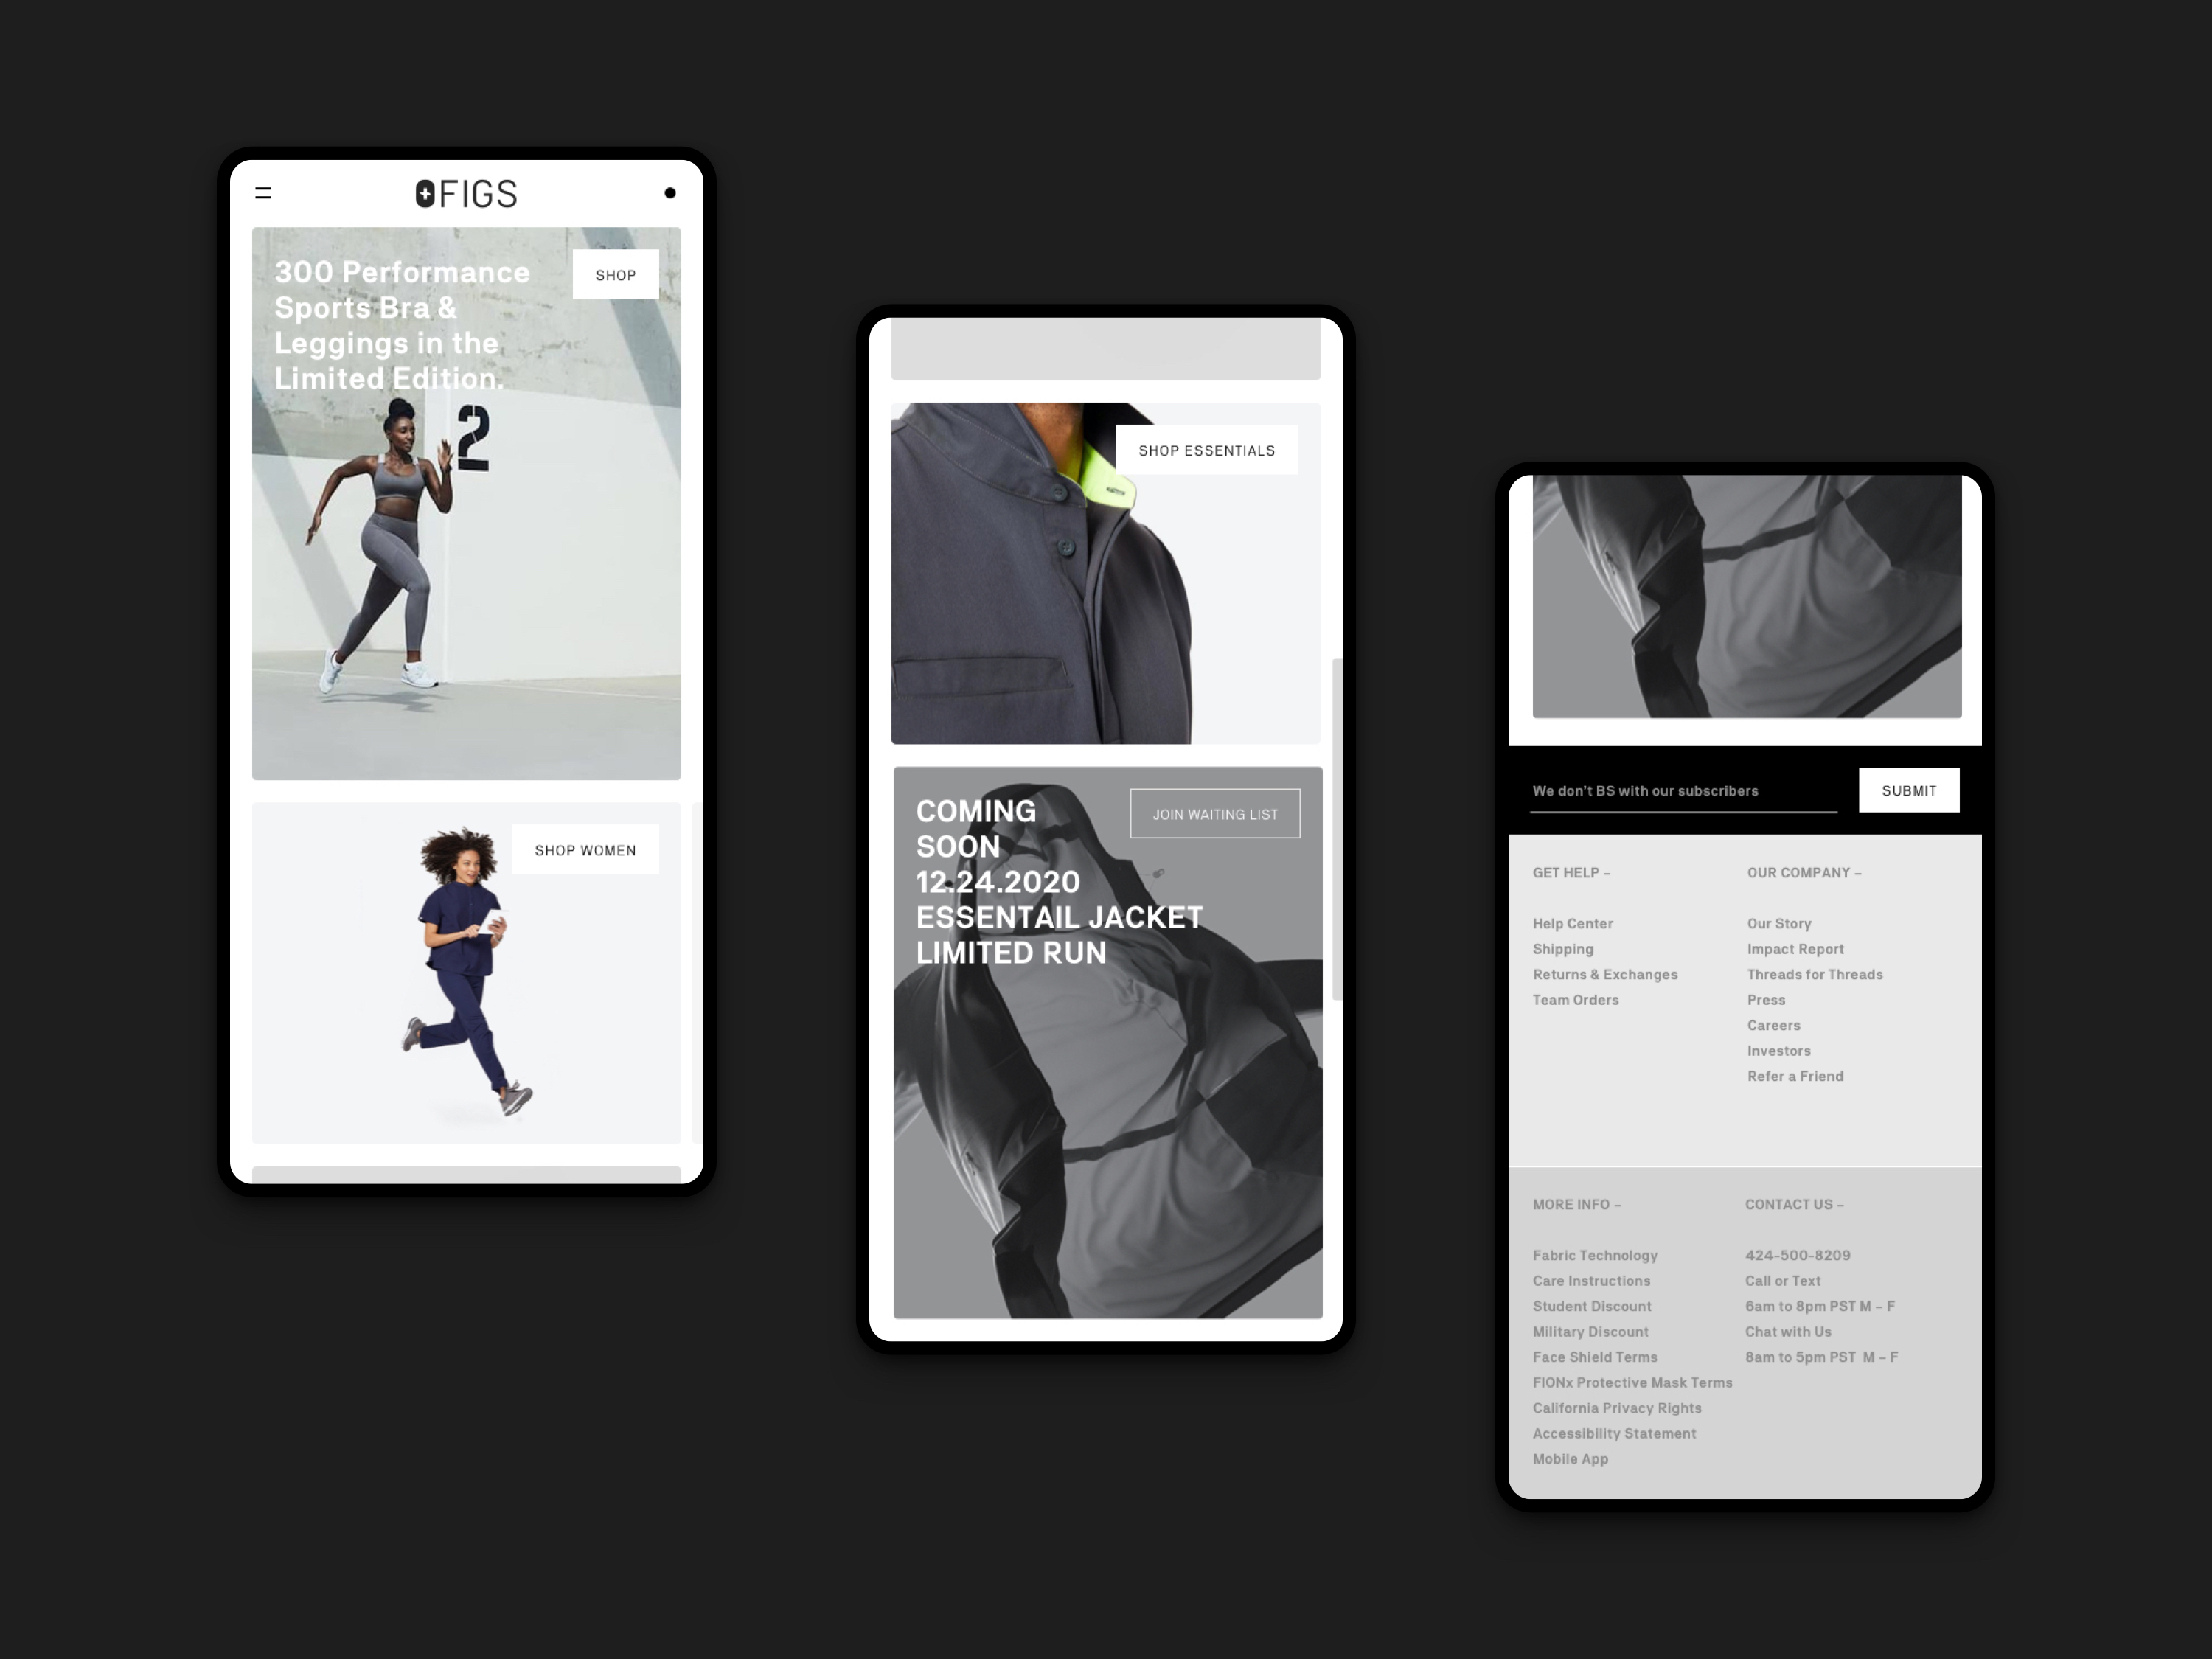 FIGS
300 Performance
Sports Bra &
Leggings in the
Limited Edition.
SHOP
2
SHOP WOMEN
SHOP ESSENTIALS
COMING
SOON
12.24.2020
ESSENTAIL JACKET
LIMITED RUN
JOIN WAITING LIST
We don't BS with our subscribers
SUBMIT
GET HELP –
Help Center
Shipping
Returns & Exchanges
Team Orders
OUR COMPANY –
Our Story
Impact Report
Threads for Threads
Press
Careers
Investors
Refer a Friend
MORE INFO –
Fabric Technology
Care Instructions
Student Discount
Military Discount
Face Shield Terms
FIONx Protective Mask Terms
California Privacy Rights
Accessibility Statement
Mobile App
CONTACT US –
424-500-8209
Call or Text
6am to 8pm PST M – F
Chat with Us
8am to 5pm PST  M – F